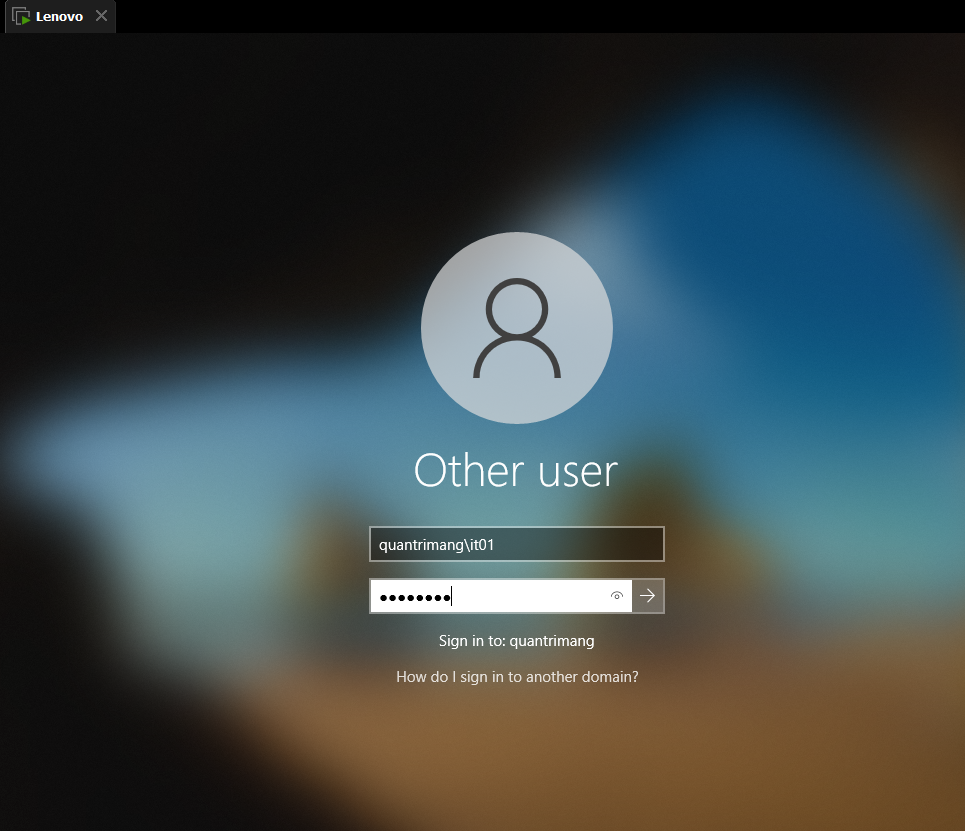 Lenovo
Other user
quantrimang\it01
••••••••
Sign in to: quantrimang
How do I sign in to another domain?